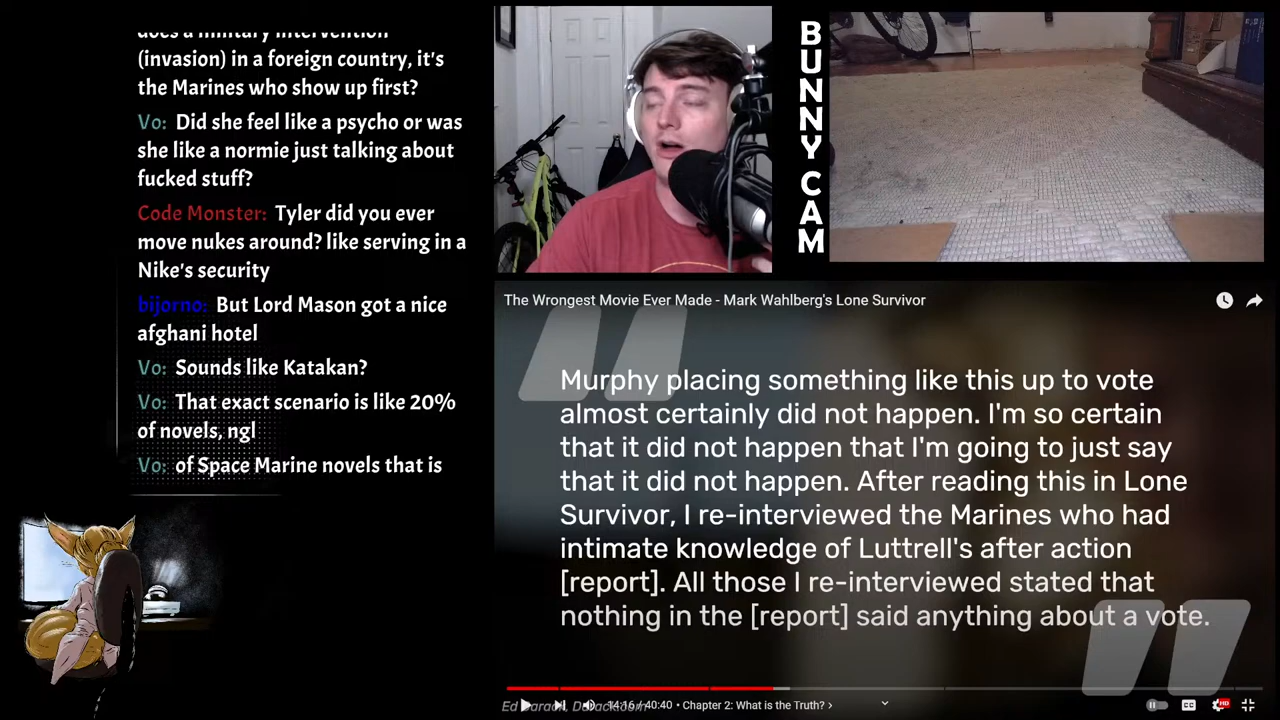 does a military intervention
(invasion) in a foreign country, it's
the Marines who show up first?
Vo: Did she feel like a psycho or was
she like a normie just talking about
fucked stuff?
Code Monster: Tyler did you ever
move nukes around? like serving in a
Nike's security
bijorno: But Lord Mason got a nice
afghani hotel
Vo: Sounds like Katakan?
Vo: That exact scenario is like 20%
of novels, ngl
Vo: of Space Marine novels that is
BUNNY CAM
The Wrongest Movie Ever Made - Mark Wahlberg's Lone Survivor
Murphy placing something like this up to vote
almost certainly did not happen. I'm so certain
that it did not happen that I'm going to just say
that it did not happen. After reading this in Lone
Survivor, I re-interviewed the Marines who had
intimate knowledge of Luttrell's after action
[report]. All those I re-interviewed stated that
nothing in the [report] said anything about a vote.
14:16 / 40:40 • Chapter 2: What is the Truth? ›
CC
HD